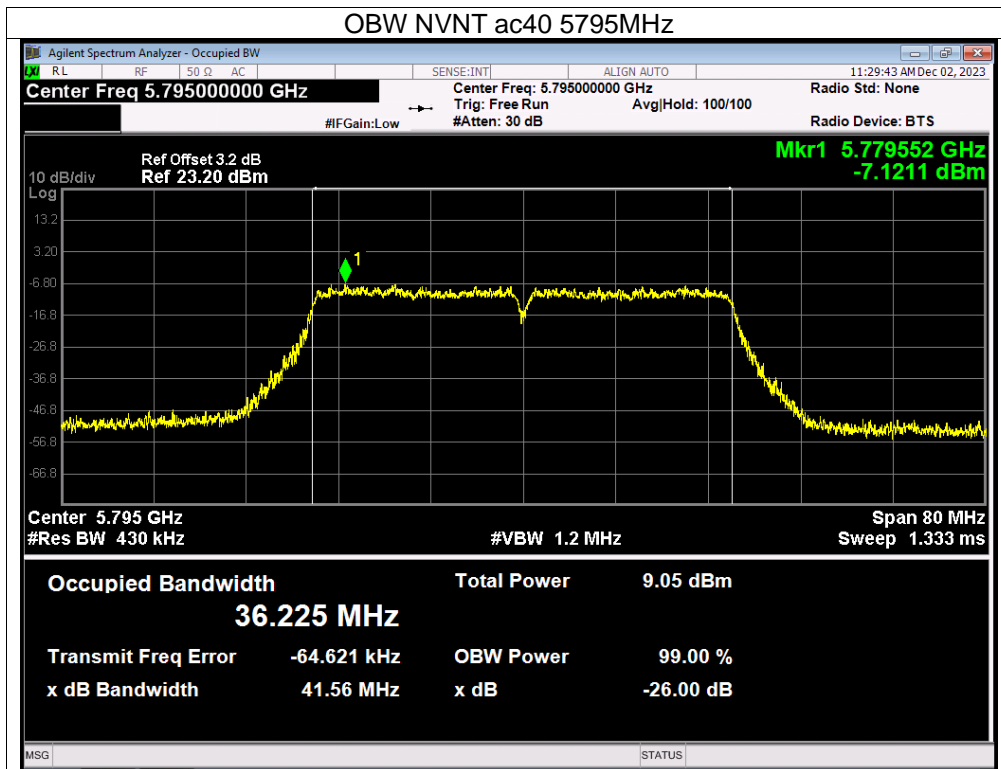 OBW NVNT ac40 5795MHz
Agilent Spectrum Analyzer - Occupied BW
LXI RL RF 50 Ω AC SENSE:INT ALIGN AUTO 11:29:43 AM Dec 02, 2023
Center Freq 5.795000000 GHz Center Freq: 5.795000000 GHz Radio Std: None
Trig: Free Run Avg|Hold: 100/100
#IFGain:Low #Atten: 30 dB Radio Device: BTS
Mkr1 5.779552 GHz
-7.1211 dBm
Ref Offset 3.2 dB
10 dB/div Ref 23.20 dBm
Log
13.2
3.20
1
-6.80
-16.8
-26.8
-36.8
-46.8
-56.8
-66.8
Center 5.795 GHz Span 80 MHz
#Res BW 430 kHz #VBW 1.2 MHz Sweep 1.333 ms
Occupied Bandwidth Total Power 9.05 dBm
36.225 MHz
Transmit Freq Error -64.621 kHz OBW Power 99.00 %
x dB Bandwidth 41.56 MHz x dB -26.00 dB
MSG STATUS